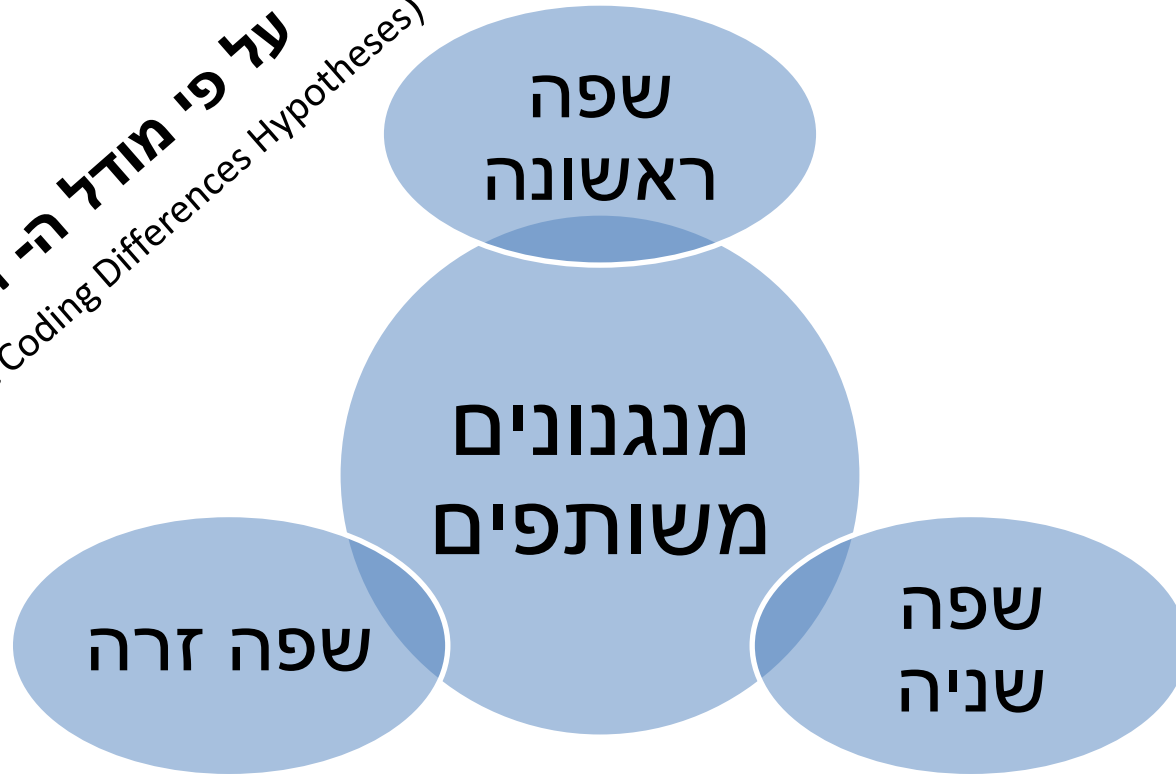 על פי מודל ה-
Coding Differences Hypotheses)
שפה
ראשונה
מנגנונים
משותפים
שפה זרה
שפה
שניה